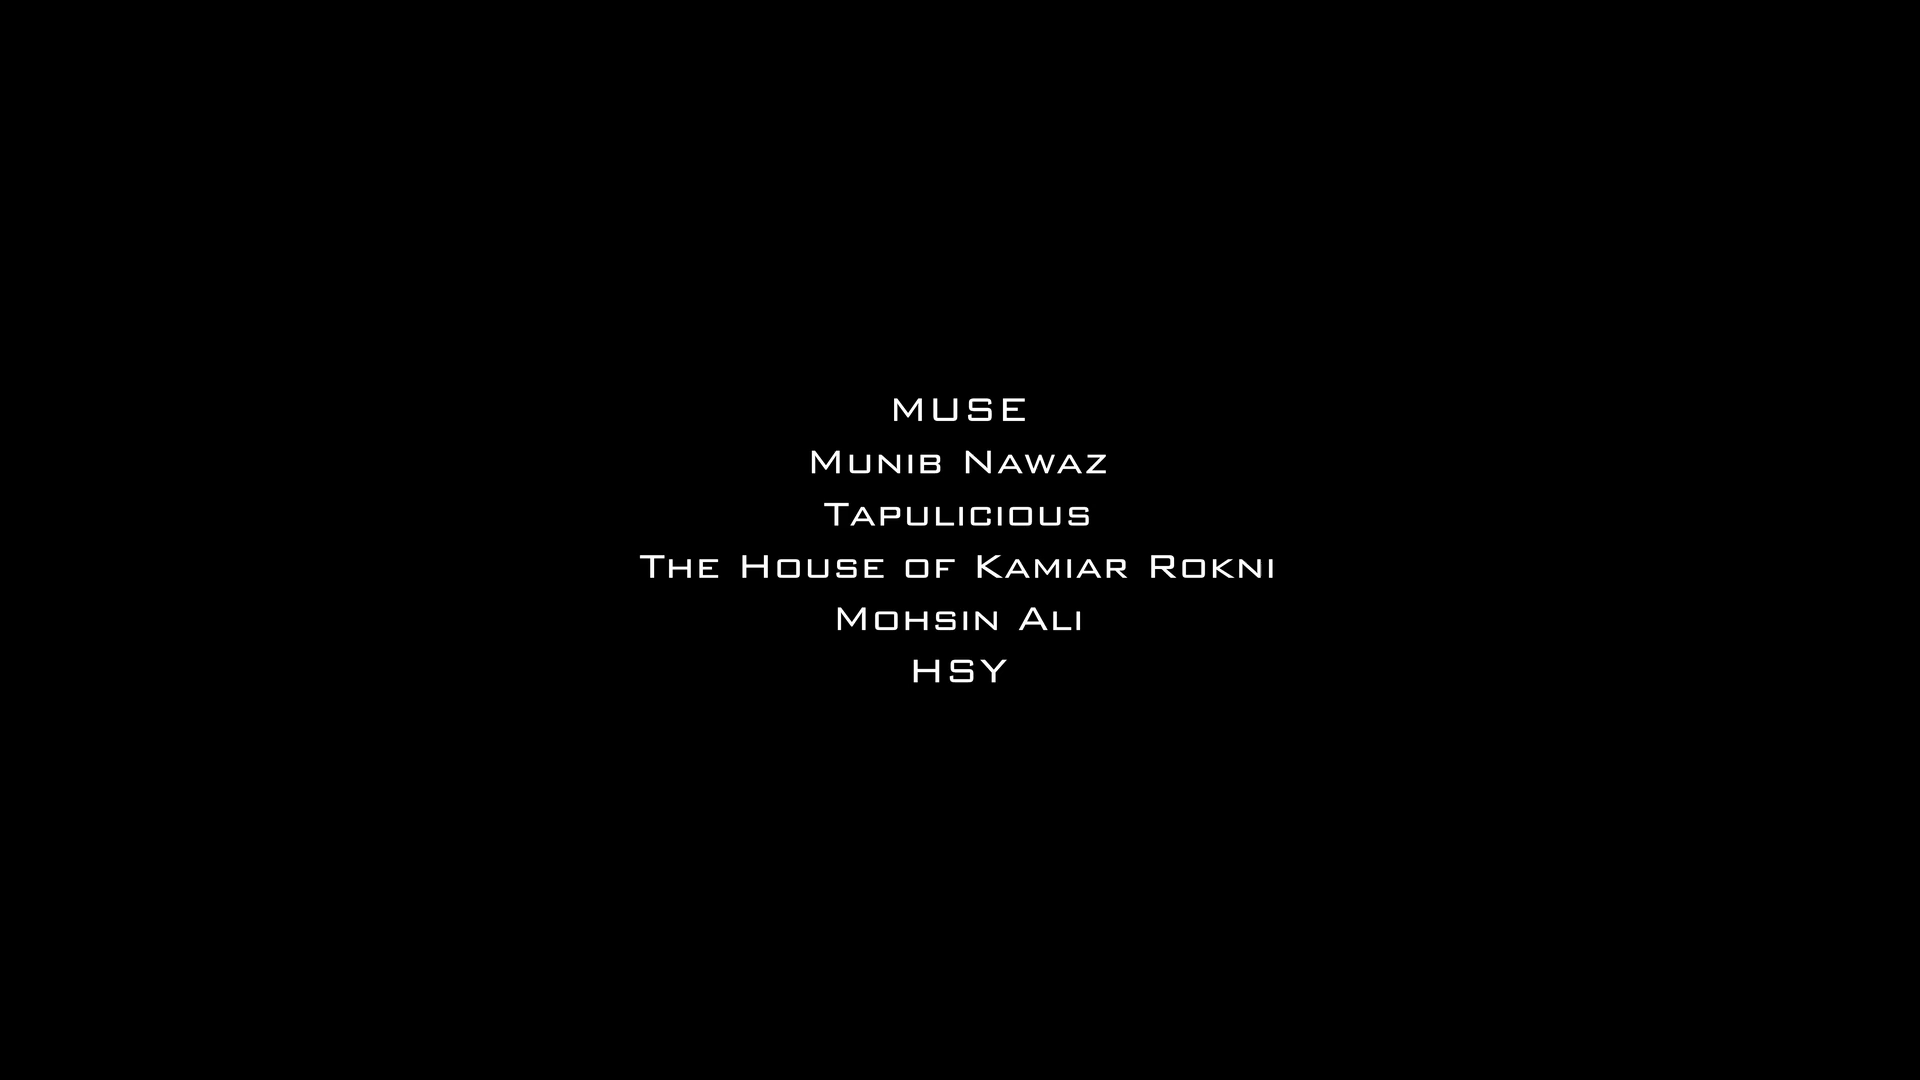 MUSE
Munib Nawaz
Tapulicious
The House of Kamiar Rokni
Mohsin Ali
HSY